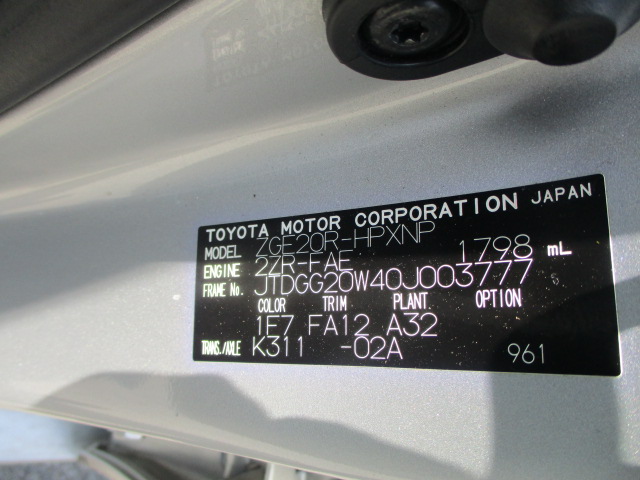 TOYOTA MOTOR CORPORATION JAPAN
MODEL ZGE20R-HPXNP
ENGINE 2ZR-FAE 1798 mL
FRAME No. JTDGG20W40J003777
COLOR TRIM PLANT OPTION
1E7 FA12 A32
TRANS./AXLE K311 -02A 961